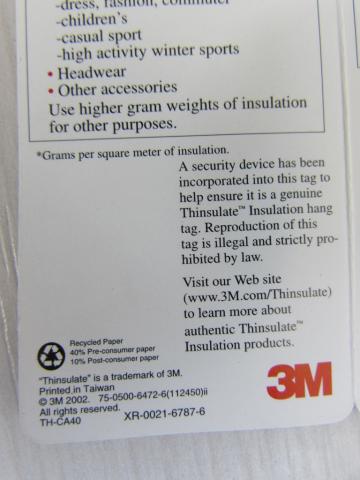 -dress, fashion, commuter
-children's
-casual sport
-high activity winter sports
• Headwear
• Other accessories
Use higher gram weights of insulation
for other purposes.
*Grams per square meter of insulation.
A security device has been
incorporated into this tag to
help ensure it is a genuine
Thinsulate™ Insulation hang
tag. Reproduction of this
tag is illegal and strictly pro-
hibited by law.
Visit our Web site
(www.3M.com/Thinsulate)
to learn more about
authentic Thinsulate™
Insulation products.
Recycled Paper
40% Pre-consumer paper
10% Post-consumer paper
"Thinsulate" is a trademark of 3M.
Printed in Taiwan
© 3M 2002. 75-0500-6472-6(112450)ii
All rights reserved.
TH-CA40 XR-0021-6787-6
3M